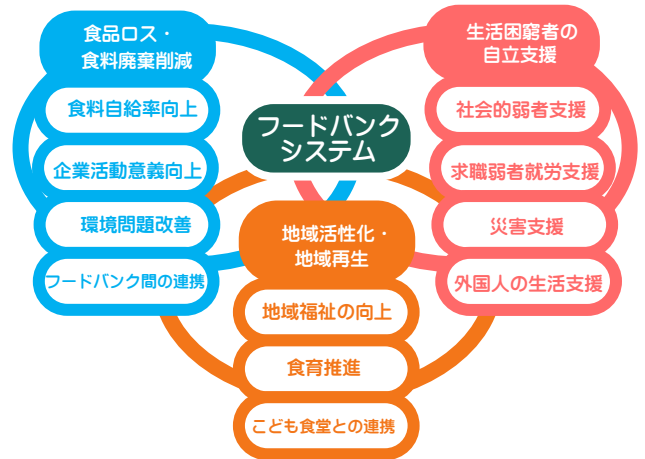 食品ロス・
食料廃棄削減
食料自給率向上
企業活動意義向上
環境問題改善
フードバンク間の連携
フードバンク
システム
生活困窮者の
自立支援
社会的弱者支援
求職弱者就労支援
災害支援
外国人の生活支援
地域活性化・
地域再生
地域福祉の向上
食育推進
こども食堂との連携